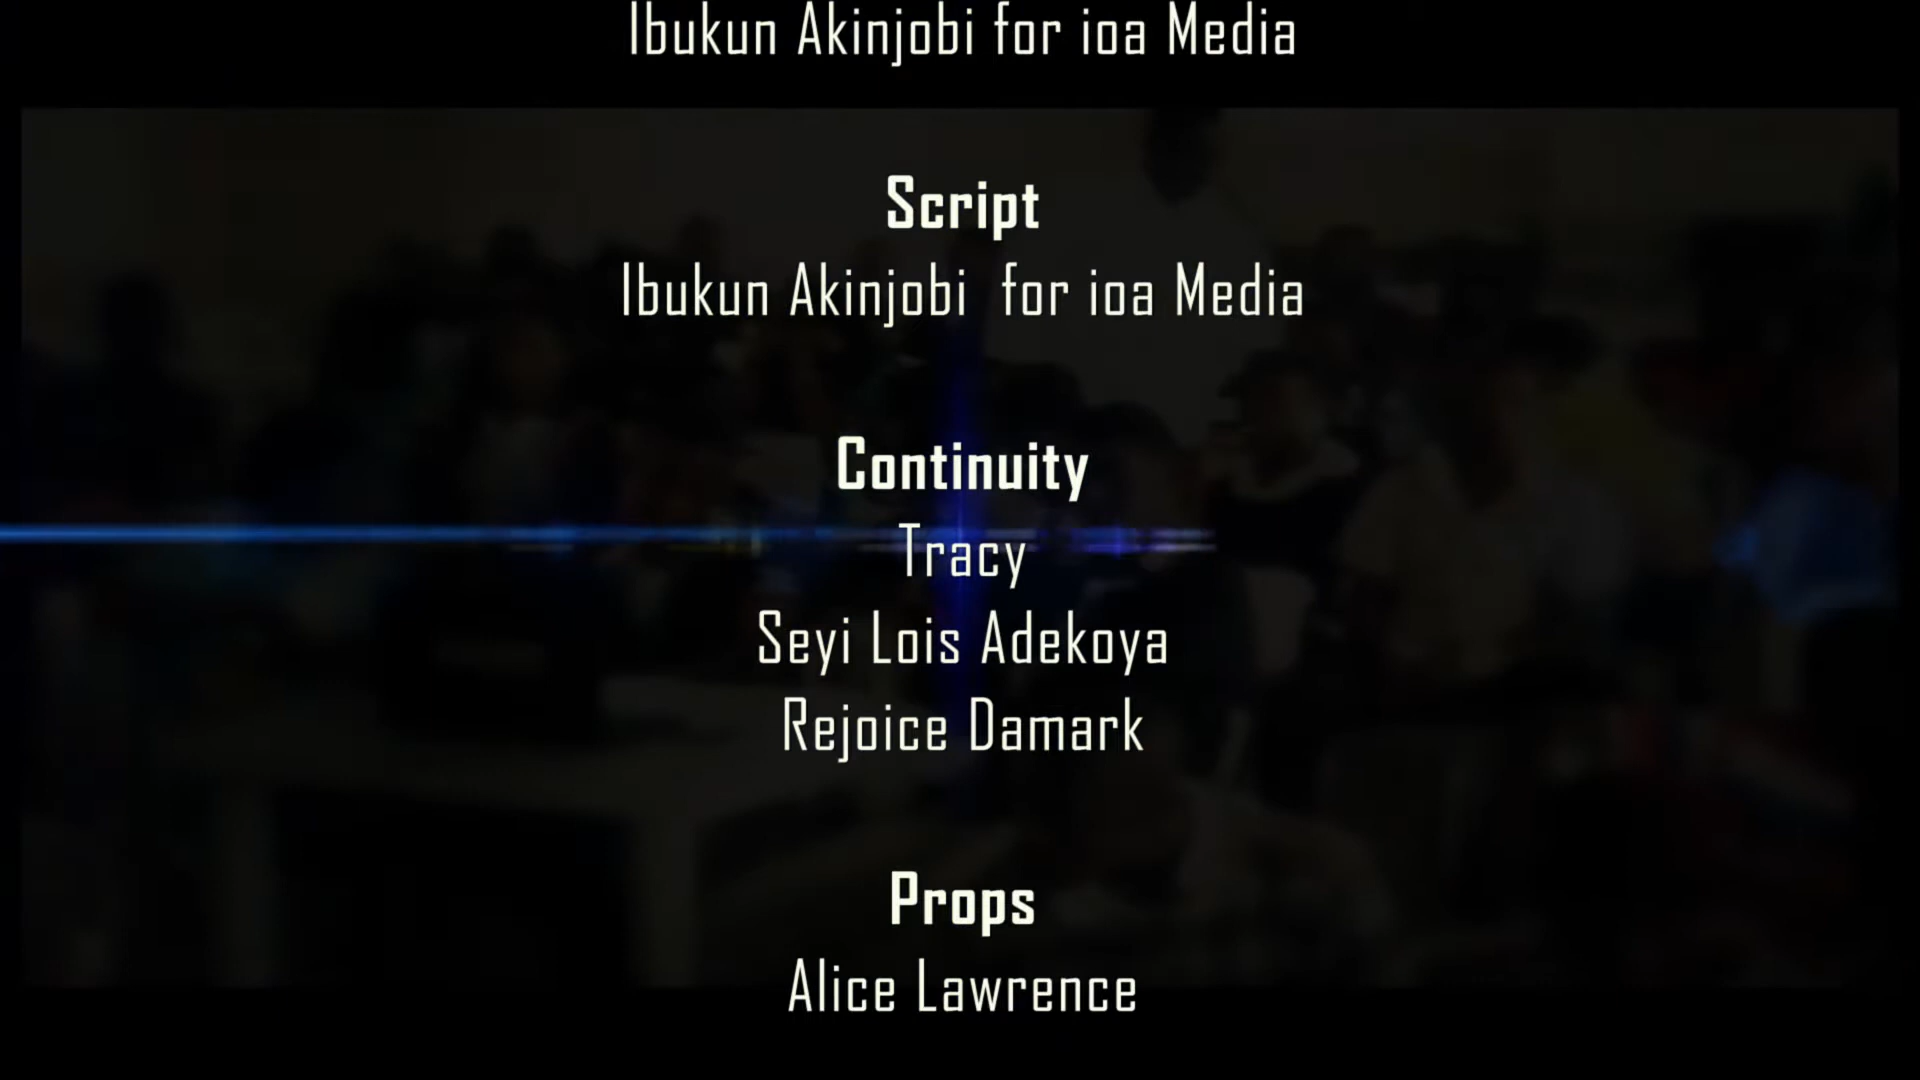 Ibukun Akinjobi for ioa Media
Script
Ibukun Akinjobi for ioa Media
Continuity
Tracy
Seyi Lois Adekoya
Rejoice Damark
Props
Alice Lawrence